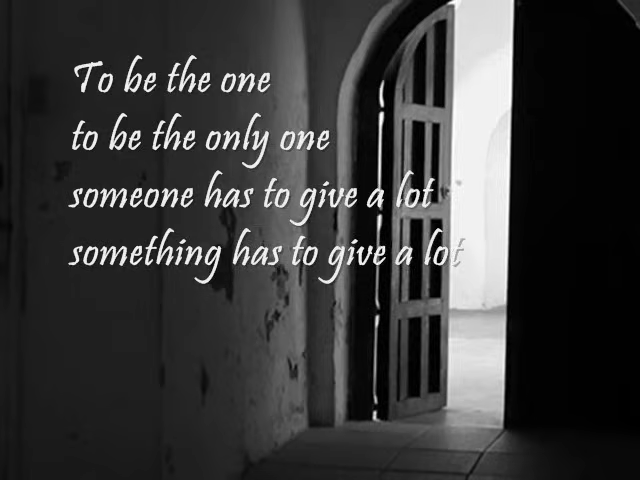 To be the one
to be the only one
someone has to give a lot
something has to give a lot